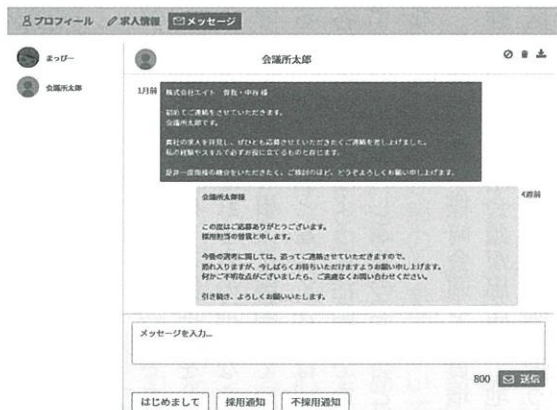 プロフィール
求人情報
メッセージ
まっぴー
会議所太郎
会議所太郎
1月前
株式会社エイト 曽我・中谷 様
初めてご連絡をさせていただきます。
会議所太郎です。
貴社の求人を拝見し、ぜひとも応募させていただきたくご連絡を差し上げました。
私の経験やスキルで必ずお役に立てるものと存じます。
是非一度面接の機会をいただきたく、ご検討のほど、どうぞよろしくお願い申し上げます。
4週前
会議所太郎様
この度はご応募ありがとうございます。
採用担当の曽我と申します。
今後の選考に関しては、追ってご連絡させていただきますので、
恐れ入りますが、今しばらくお待ちいただけますようお願い申し上げます。
何かご不明な点がございましたら、ご遠慮なくお問い合わせください。
引き続き、よろしくお願いいたします。
メッセージを入力...
800
送信
はじめまして
採用通知
不採用通知